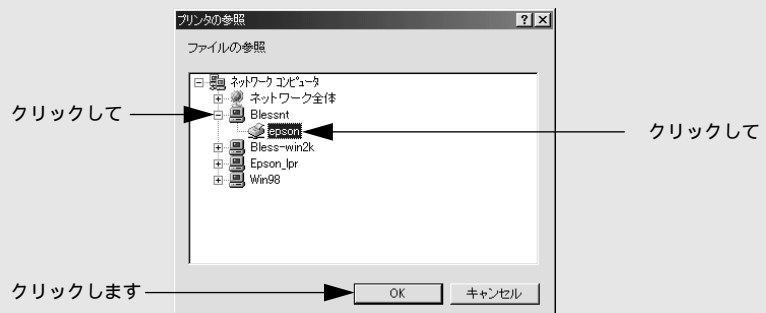 プリンタの参照
ファイルの参照
ネットワーク コンピュータ
ネットワーク全体
クリックして
Blessnt
epson
クリックして
Bless-win2k
Epson_lpr
Win98
クリックします
OK
キャンセル